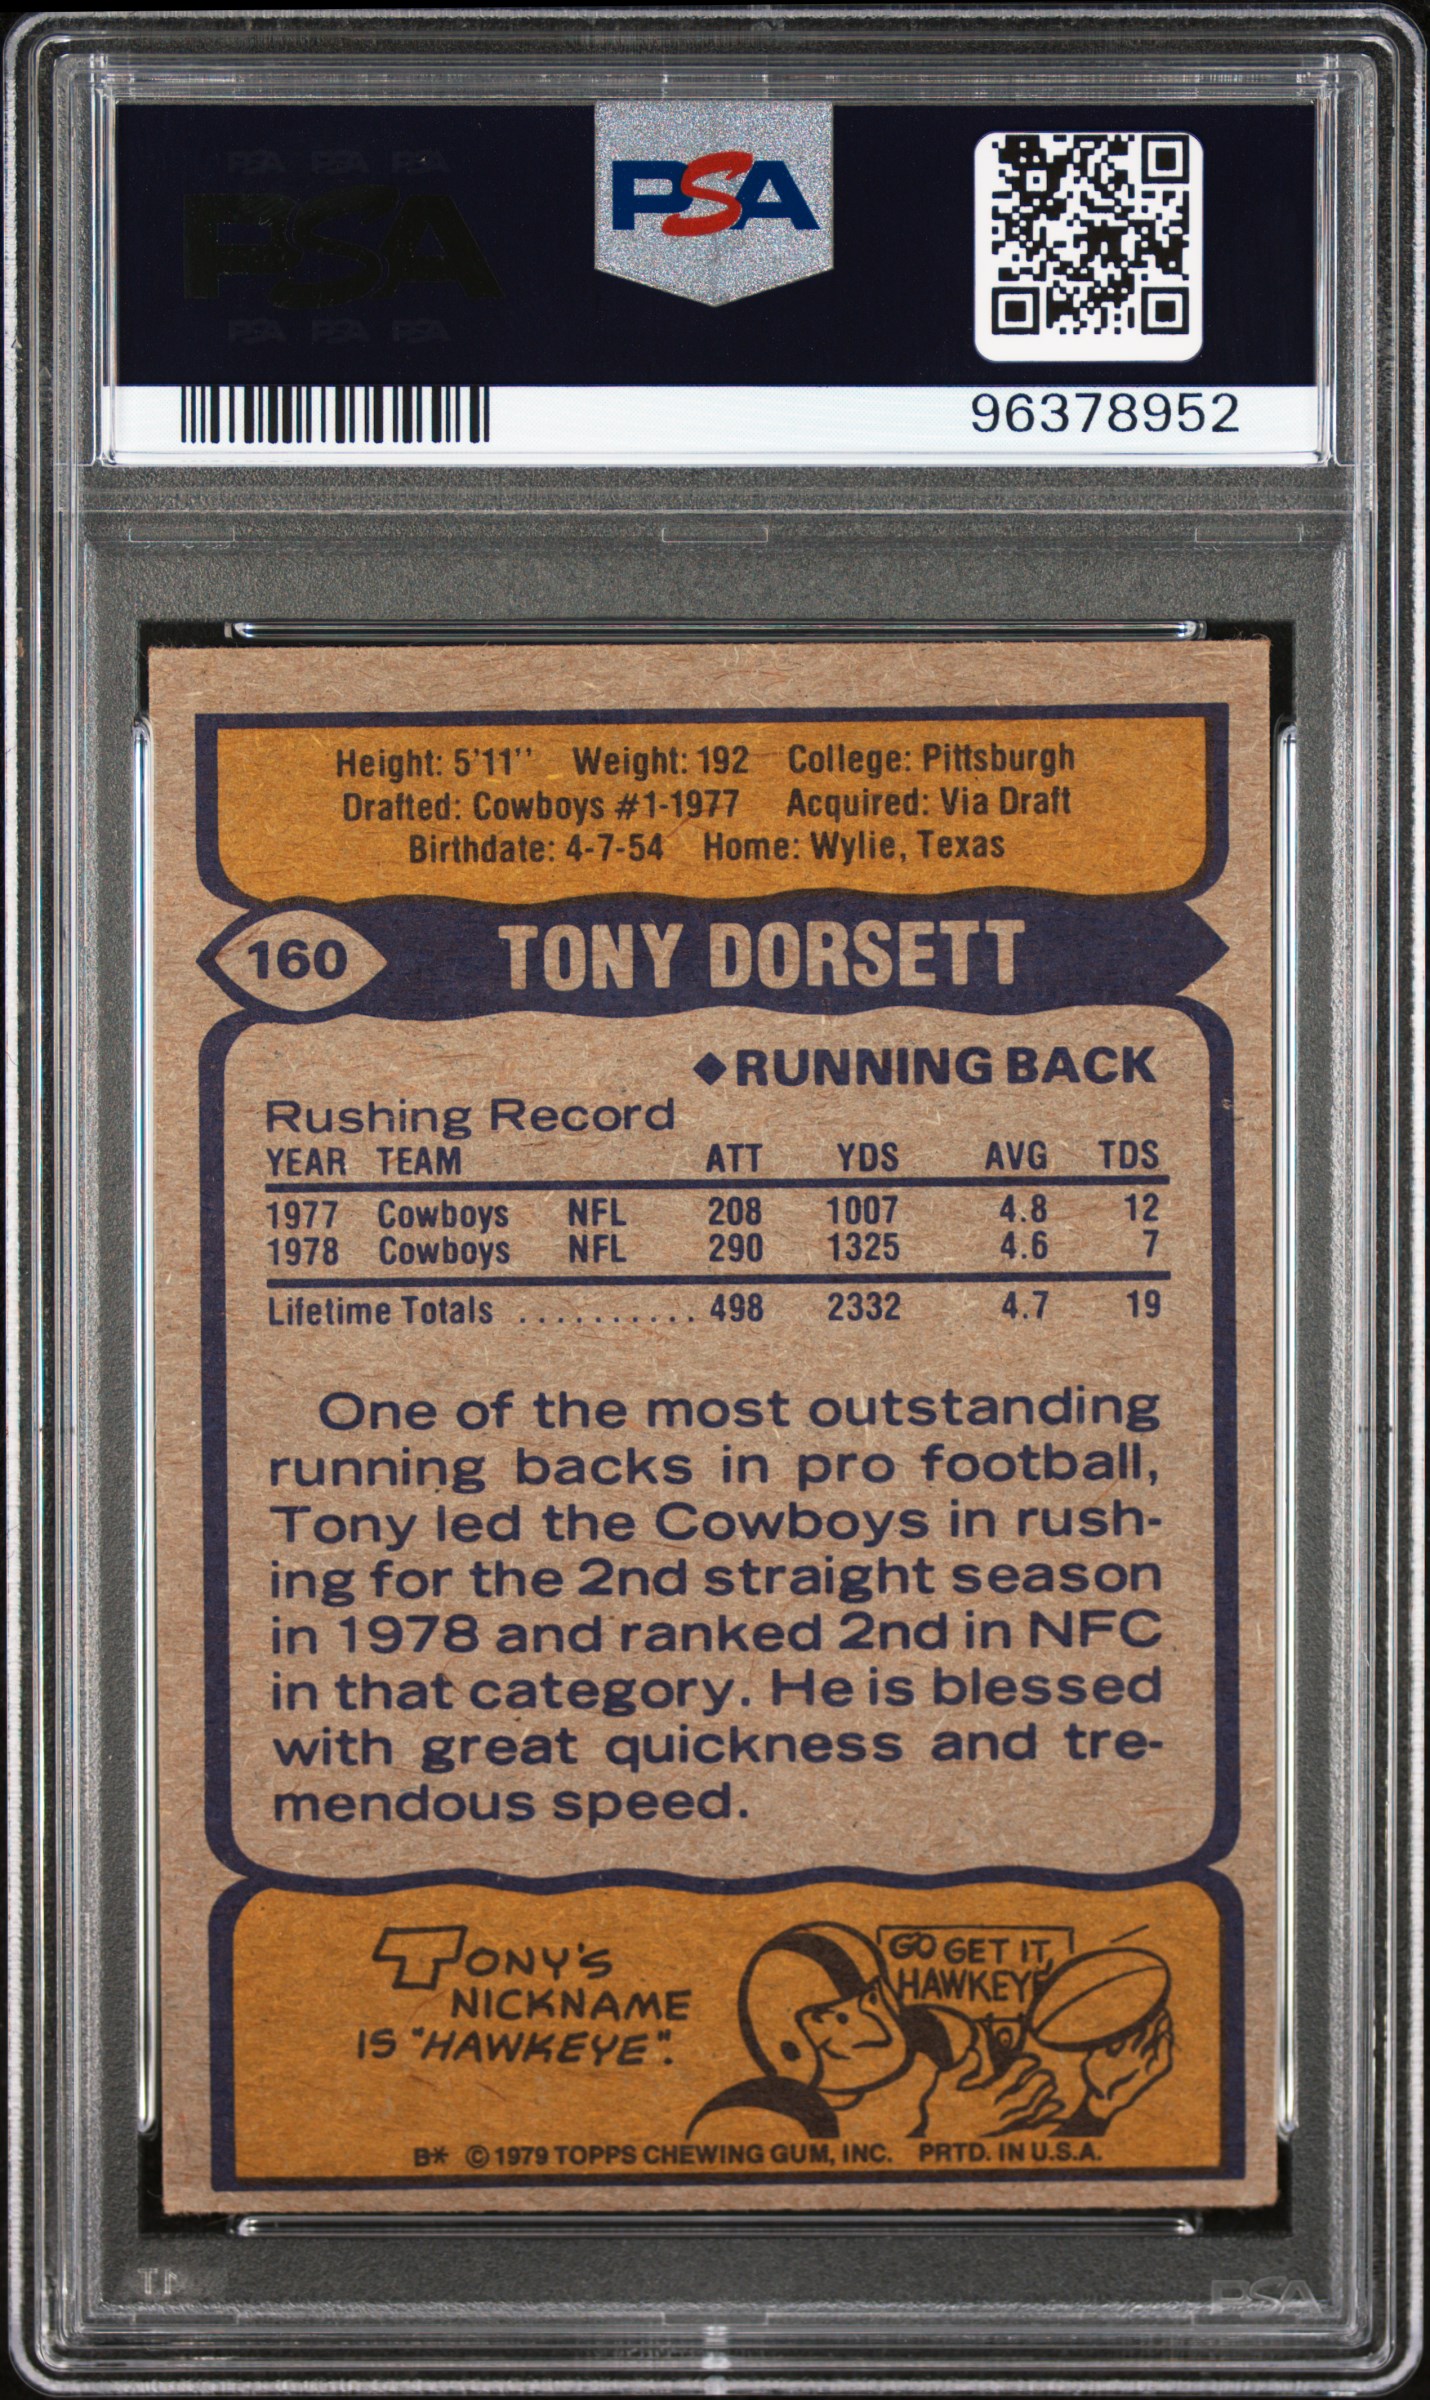 PSA PSA PSA
PSA
PSA PSA PSA
PSA
96378952
Height: 5'11'' Weight: 192 College: Pittsburgh
Drafted: Cowboys #1-1977 Acquired: Via Draft
Birthdate: 4-7-54 Home: Wylie, Texas
160 TONY DORSETT
◆RUNNING BACK
Rushing Record
YEAR TEAM ATT YDS AVG TDS
1977 Cowboys NFL 208 1007 4.8 12
1978 Cowboys NFL 290 1325 4.6 7
Lifetime Totals .......... 498 2332 4.7 19
One of the most outstanding
running backs in pro football,
Tony led the Cowboys in rush-
ing for the 2nd straight season
in 1978 and ranked 2nd in NFC
in that category. He is blessed
with great quickness and tre-
mendous speed.
TONY'S
NICKNAME
IS "HAWKEYE".
GO GET IT,
HAWKEYE
B* © 1979 TOPPS CHEWING GUM, INC. PRTD. IN U.S.A.
PSA